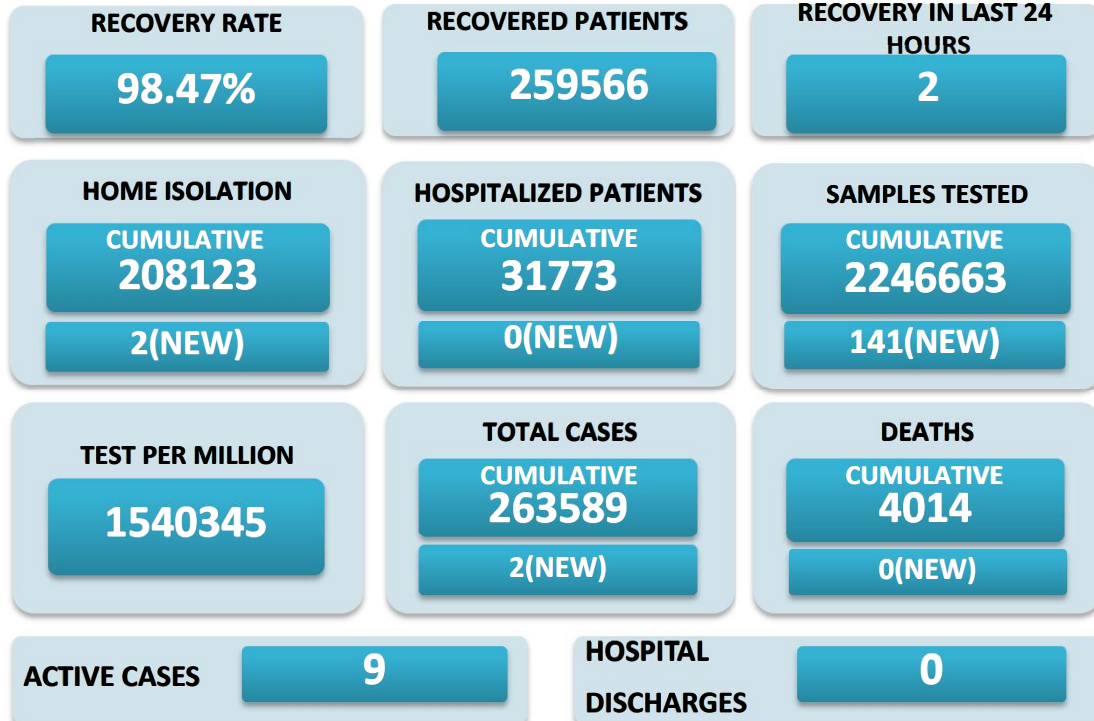 RECOVERY RATE
98.47%
RECOVERED PATIENTS
259566
RECOVERY IN LAST 24
HOURS
2
HOME ISOLATION
CUMULATIVE
208123
2(NEW)
HOSPITALIZED PATIENTS
CUMULATIVE
31773
0(NEW)
SAMPLES TESTED
CUMULATIVE
2246663
141(NEW)
TEST PER MILLION
1540345
TOTAL CASES
CUMULATIVE
263589
2(NEW)
DEATHS
CUMULATIVE
4014
0(NEW)
ACTIVE CASES
9
HOSPITAL
DISCHARGES
0